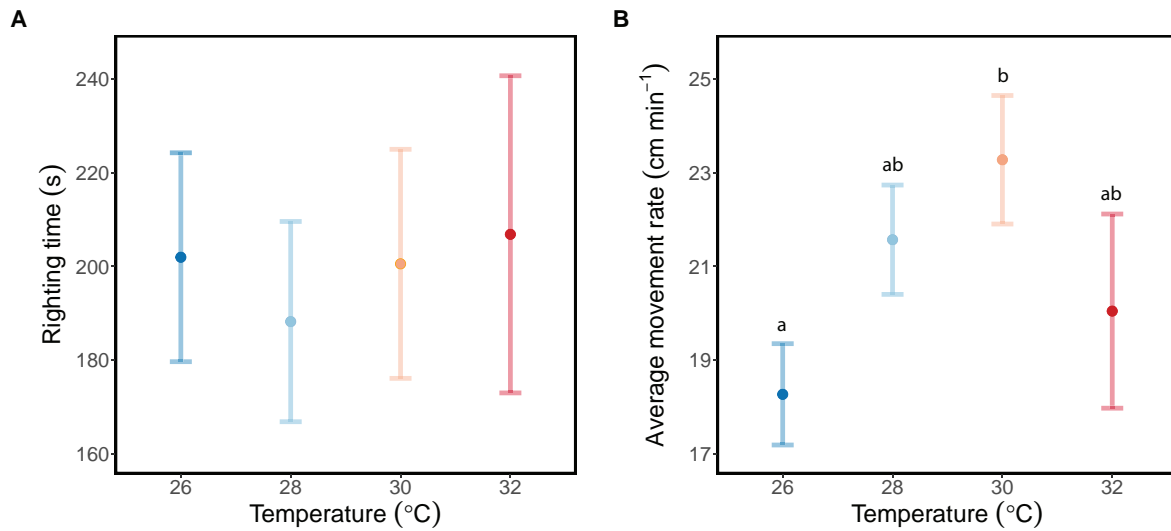 A
Righting time (s)
240
220
200
180
160
26 28 30 32
Temperature (°C)
B
Average movement rate (cm min⁻¹)
25
23
21
19
17
a
ab
b
ab
26 28 30 32
Temperature (°C)